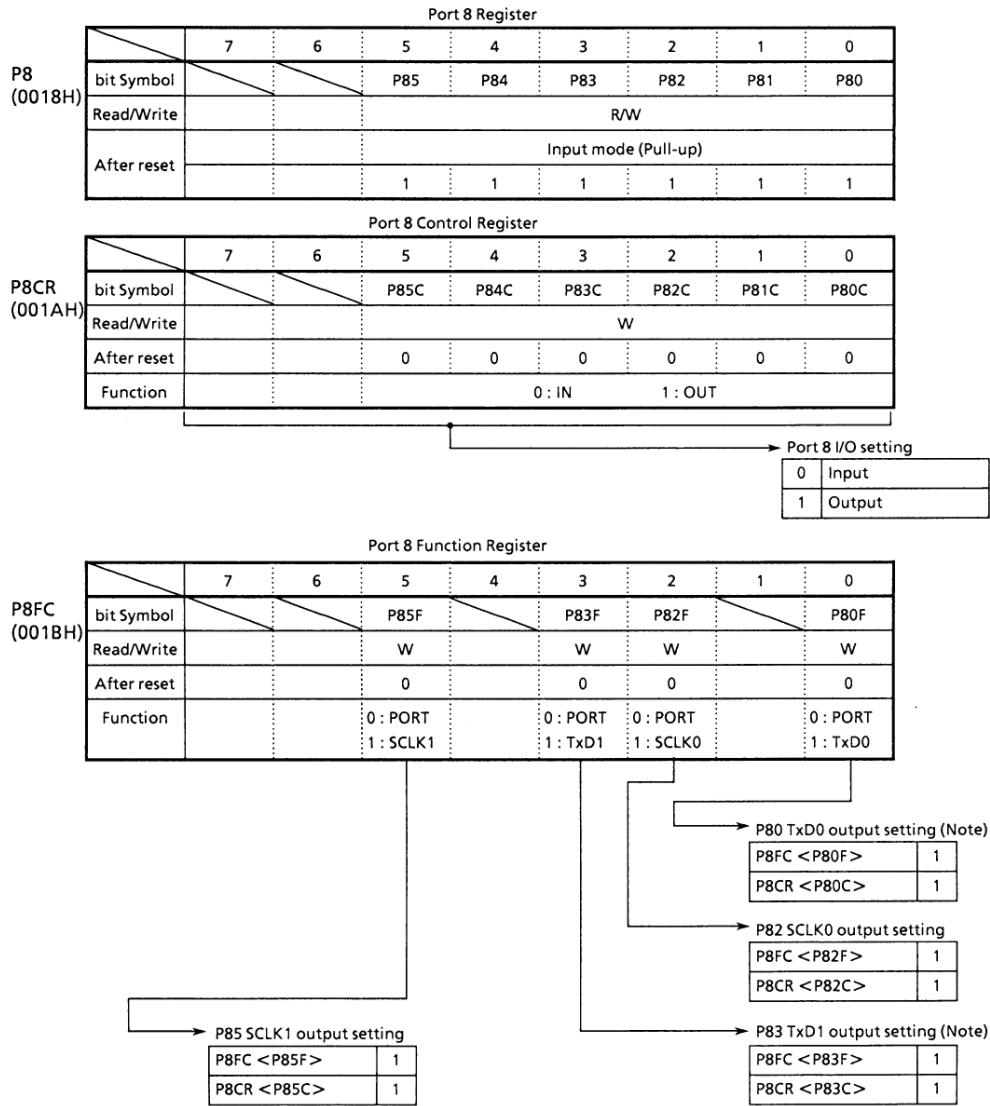 Port 8 Register
7 6 5 4 3 2 1 0
P8
(0018H)
bit Symbol P85 P84 P83 P82 P81 P80
Read/Write R/W
After reset Input mode (Pull-up)
1 1 1 1 1 1
Port 8 Control Register
7 6 5 4 3 2 1 0
P8CR
(001AH)
bit Symbol P85C P84C P83C P82C P81C P80C
Read/Write W
After reset 0 0 0 0 0 0
Function 0 : IN 1 : OUT
Port 8 I/O setting
0 Input
1 Output
Port 8 Function Register
7 6 5 4 3 2 1 0
P8FC
(001BH)
bit Symbol P85F P83F P82F P80F
Read/Write W W W W
After reset 0 0 0 0
Function 0 : PORT 0 : PORT 0 : PORT 0 : PORT
1 : SCLK1 1 : TxD1 1 : SCLK0 1 : TxD0
P80 TxD0 output setting (Note)
P8FC <P80F> 1
P8CR <P80C> 1
P82 SCLK0 output setting
P8FC <P82F> 1
P8CR <P82C> 1
P85 SCLK1 output setting
P8FC <P85F> 1
P8CR <P85C> 1
P83 TxD1 output setting (Note)
P8FC <P83F> 1
P8CR <P83C> 1